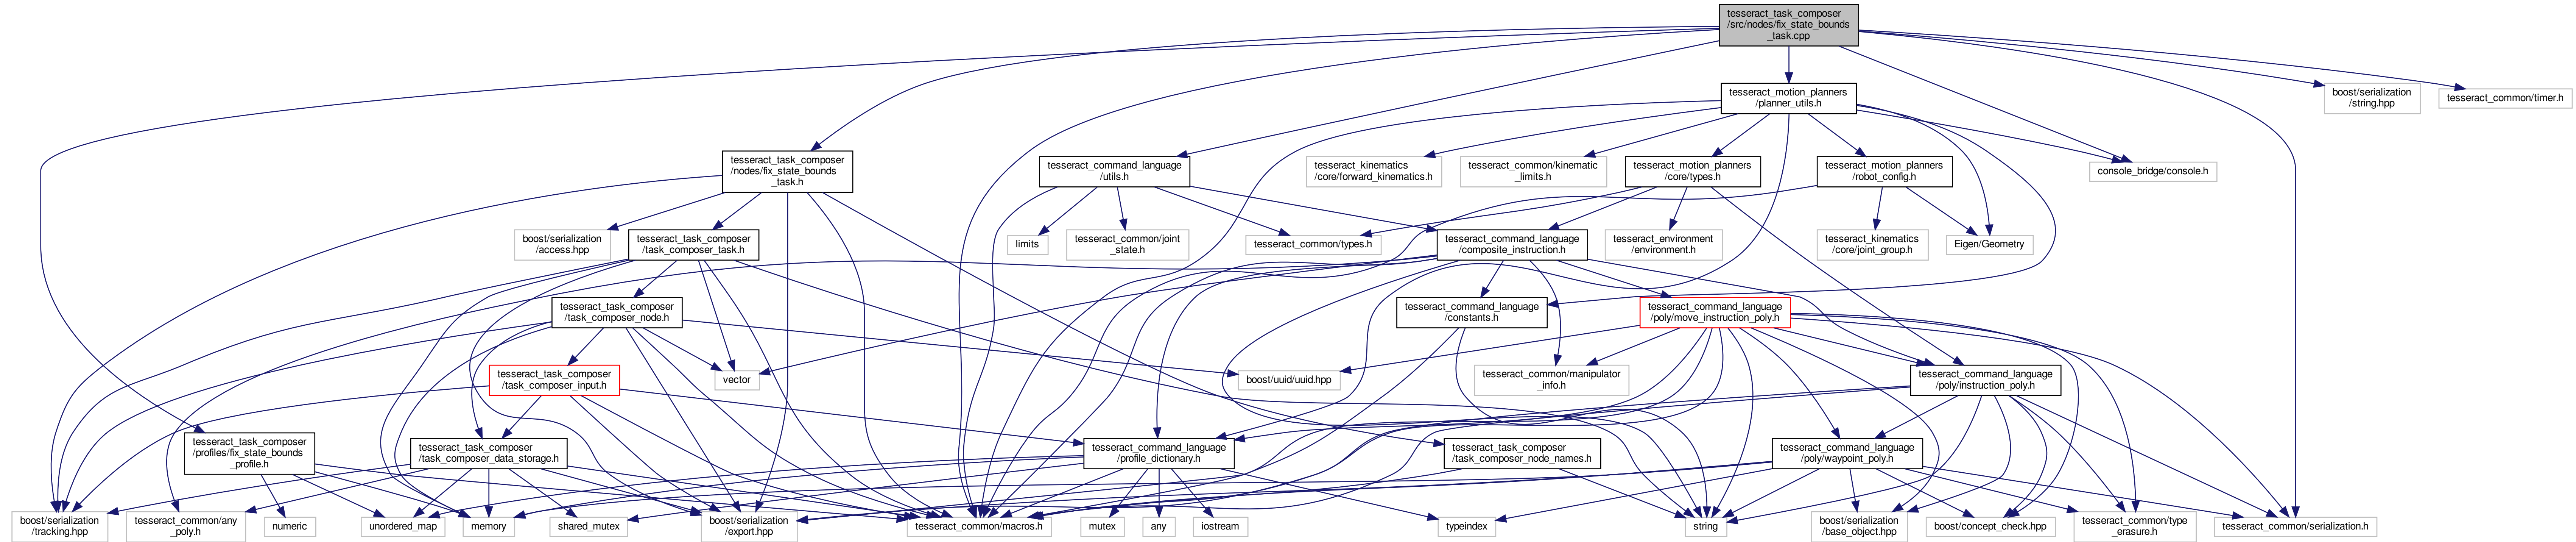 tesseract_task_composer
/src/nodes/fix_state_bounds
_task.cpp
tesseract_motion_planners
/planner_utils.h
boost/serialization
/string.hpp
tesseract_common/timer.h
tesseract_task_composer
/nodes/fix_state_bounds
_task.h
tesseract_command_language
/utils.h
tesseract_kinematics
/core/forward_kinematics.h
tesseract_common/kinematic
_limits.h
tesseract_motion_planners
/core/types.h
tesseract_motion_planners
/robot_config.h
console_bridge/console.h
boost/serialization
/access.hpp
tesseract_task_composer
/task_composer_task.h
limits
tesseract_common/joint
_state.h
tesseract_common/types.h
tesseract_command_language
/composite_instruction.h
tesseract_environment
/environment.h
tesseract_kinematics
/core/joint_group.h
Eigen/Geometry
tesseract_task_composer
/task_composer_node.h
tesseract_command_language
/constants.h
tesseract_command_language
/poly/move_instruction_poly.h
tesseract_task_composer
/task_composer_input.h
vector
boost/uuid/uuid.hpp
tesseract_common/manipulator
_info.h
tesseract_command_language
/poly/instruction_poly.h
tesseract_task_composer
/profiles/fix_state_bounds
_profile.h
tesseract_task_composer
/task_composer_data_storage.h
tesseract_command_language
/profile_dictionary.h
tesseract_task_composer
/task_composer_node_names.h
tesseract_command_language
/poly/waypoint_poly.h
boost/serialization
/tracking.hpp
tesseract_common/any
_poly.h
numeric
unordered_map
memory
shared_mutex
boost/serialization
/export.hpp
tesseract_common/macros.h
mutex
any
iostream
typeindex
string
boost/serialization
/base_object.hpp
boost/concept_check.hpp
tesseract_common/type
_erasure.h
tesseract_common/serialization.h